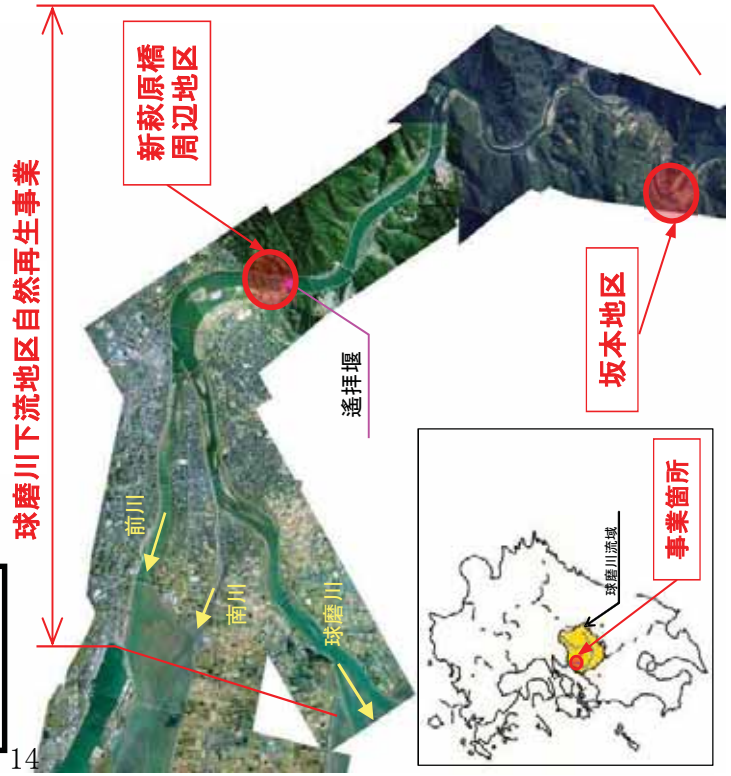 球磨川下流地区自然再生事業
新萩原橋
周辺地区
遙拝堰
坂本地区
前川
南川
球磨川
球磨川流域
事業箇所
14